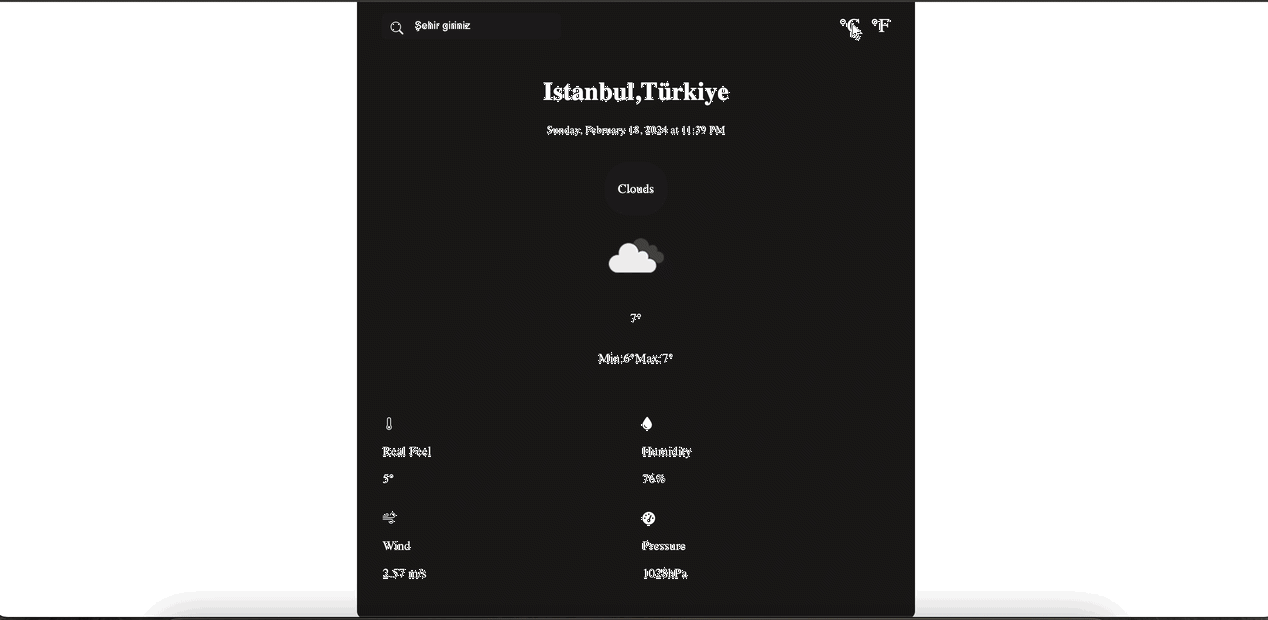 Şehir giriniz
°C °F
Istanbul,Türkiye
Sunday, February 18, 2024 at 11:39 PM
Clouds
7°
Min:6°Max:7°
Real Feel
Humidity
5°
76%
Wind
Pressure
2.57 m/s
1028hPa